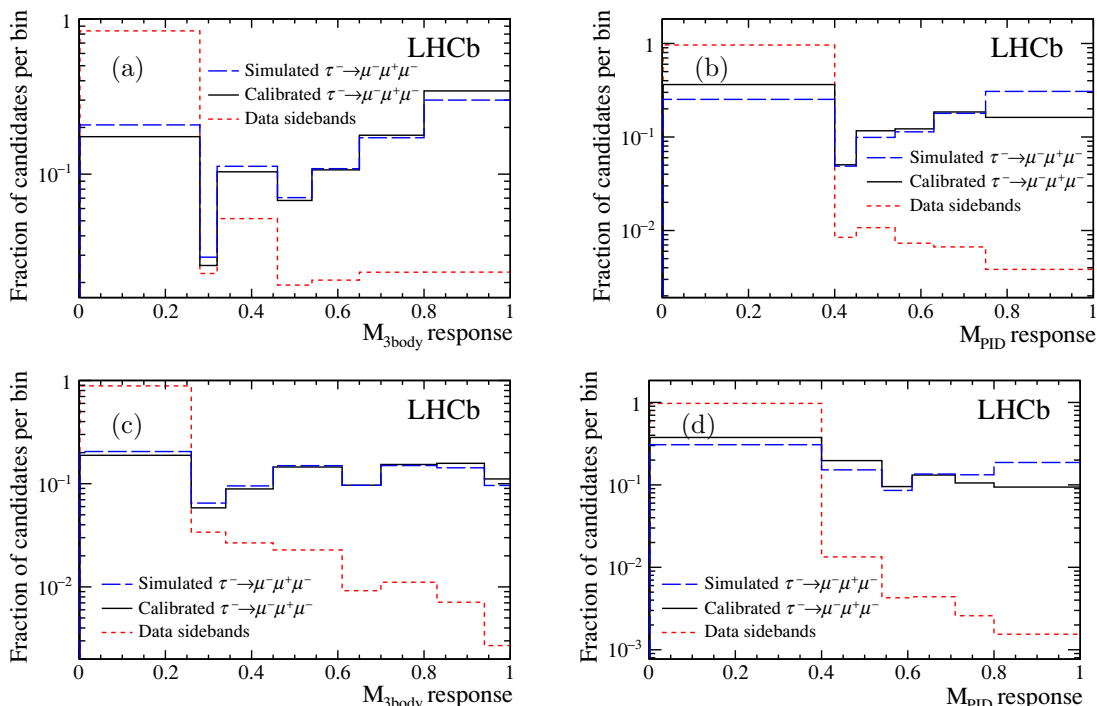 1
10⁻¹
Fraction of candidates per bin
(a)
LHCb
Simulated τ⁻→μ⁻μ⁺μ⁻
Calibrated τ⁻→μ⁻μ⁺μ⁻
Data sidebands
0 0.2 0.4 0.6 0.8 1
M3body response
1
10⁻¹
10⁻²
Fraction of candidates per bin
(b)
LHCb
Simulated τ⁻→μ⁻μ⁺μ⁻
Calibrated τ⁻→μ⁻μ⁺μ⁻
Data sidebands
0 0.2 0.4 0.6 0.8 1
MPID response
1
10⁻¹
10⁻²
Fraction of candidates per bin
(c)
LHCb
Simulated τ⁻→μ⁻μ⁺μ⁻
Calibrated τ⁻→μ⁻μ⁺μ⁻
Data sidebands
0 0.2 0.4 0.6 0.8 1
M3body response
1
10⁻¹
10⁻²
10⁻³
Fraction of candidates per bin
(d)
LHCb
Simulated τ⁻→μ⁻μ⁺μ⁻
Calibrated τ⁻→μ⁻μ⁺μ⁻
Data sidebands
0 0.2 0.4 0.6 0.8 1
MPID response